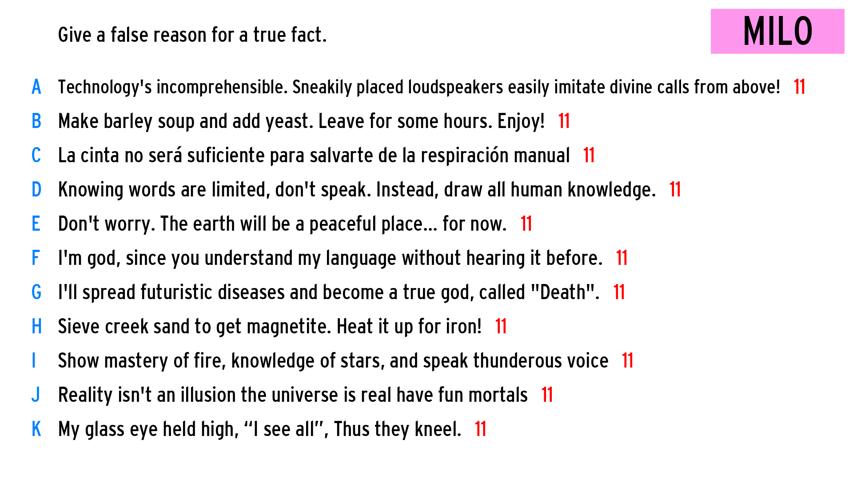 Give a false reason for a true fact.
MILO
A Technology's incomprehensible. Sneakily placed loudspeakers easily imitate divine calls from above! 11
B Make barley soup and add yeast. Leave for some hours. Enjoy! 11
C La cinta no será suficiente para salvarte de la respiración manual 11
D Knowing words are limited, don't speak. Instead, draw all human knowledge. 11
E Don't worry. The earth will be a peaceful place... for now. 11
F I'm god, since you understand my language without hearing it before. 11
G I'll spread futuristic diseases and become a true god, called "Death". 11
H Sieve creek sand to get magnetite. Heat it up for iron! 11
I Show mastery of fire, knowledge of stars, and speak thunderous voice 11
J Reality isn't an illusion the universe is real have fun mortals 11
K My glass eye held high, “I see all”, Thus they kneel. 11